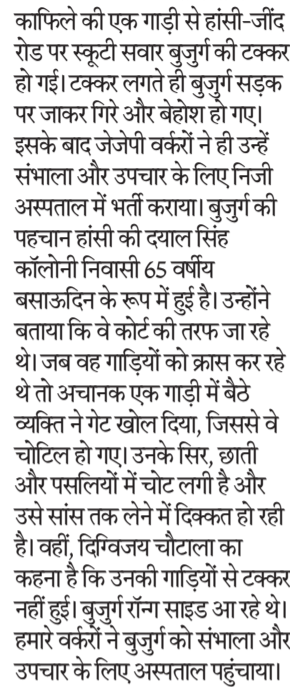 काफिले की एक गाड़ी से हांसी-जींद
रोड पर स्कूटी सवार बुजुर्ग की टक्कर
हो गई। टक्कर लगते ही बुजुर्ग सड़क
पर जाकर गिरे और बेहोश हो गए।
इसके बाद जेजेपी वर्करों ने ही उन्हें
संभाला और उपचार के लिए निजी
अस्पताल में भर्ती कराया। बुजुर्ग की
पहचान हांसी की दयाल सिंह
कॉलोनी निवासी 65 वर्षीय
बसाऊदिन के रूप में हुई है। उन्होंने
बताया कि वे कोर्ट की तरफ जा रहे
थे। जब वह गाड़ियों को क्रास कर रहे
थे तो अचानक एक गाड़ी में बैठे
व्यक्ति ने गेट खोल दिया, जिससे वे
चोटिल हो गए। उनके सिर, छाती
और पसलियों में चोट लगी है और
उसे सांस तक लेने में दिक्कत हो रही
है। वहीं, दिग्विजय चौटाला का
कहना है कि उनकी गाड़ियों से टक्कर
नहीं हुई। बुजुर्ग रॉन्ग साइड आ रहे थे।
हमारे वर्करों ने बुजुर्ग को संभाला और
उपचार के लिए अस्पताल पहुंचाया।